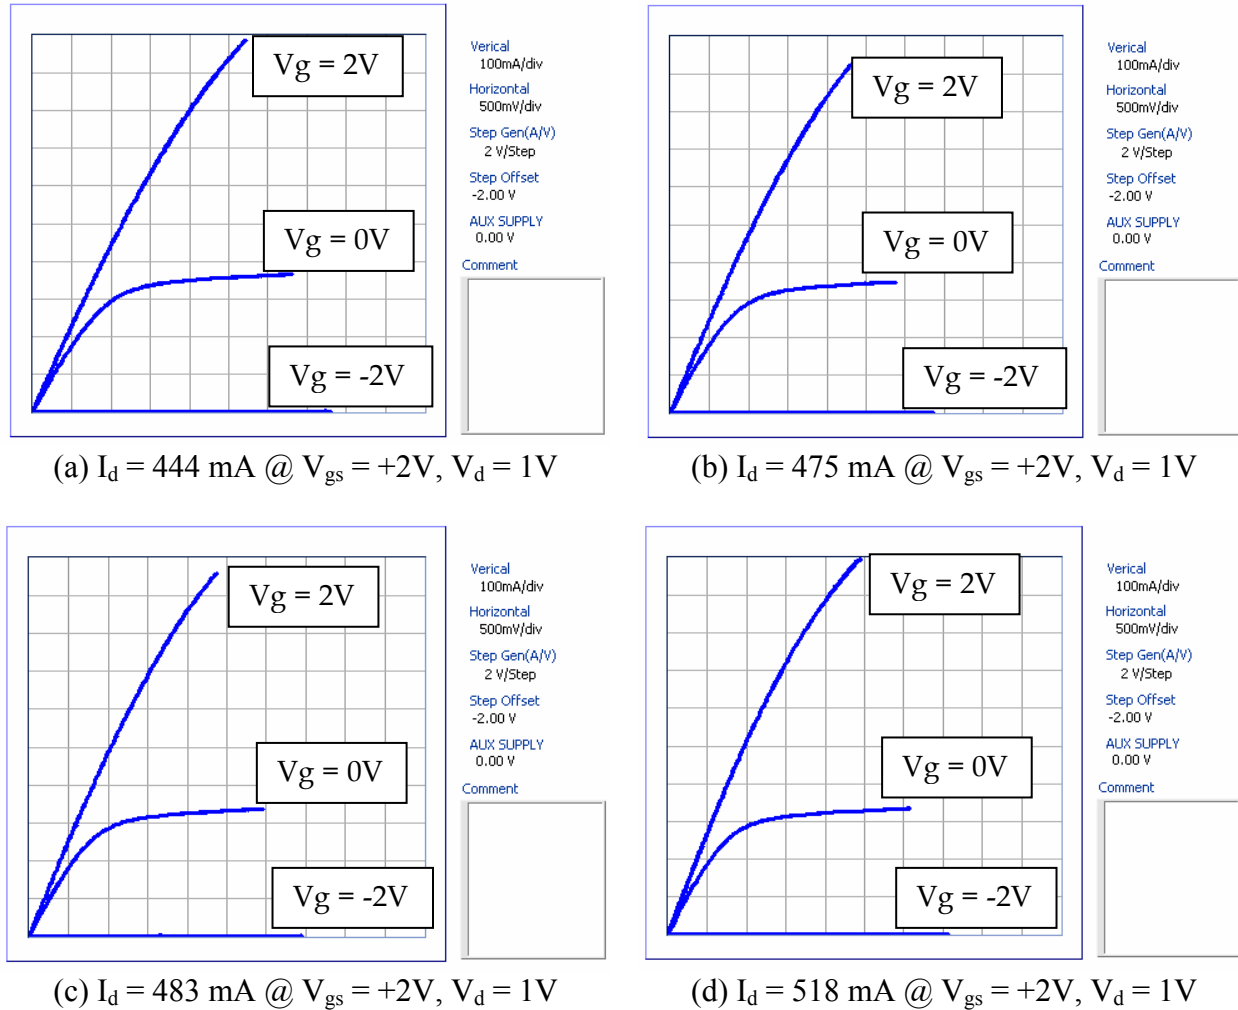 Vg = 2V
Vg = 0V
Vg = -2V
Verical
100mA/div
Horizontal
500mV/div
Step Gen(A/V)
2 V/Step
Step Offset
-2.00 V
AUX SUPPLY
0.00 V
Comment
(a) Id = 444 mA @ Vgs = +2V, Vd = 1V
Vg = 2V
Vg = 0V
Vg = -2V
Verical
100mA/div
Horizontal
500mV/div
Step Gen(A/V)
2 V/Step
Step Offset
-2.00 V
AUX SUPPLY
0.00 V
Comment
(b) Id = 475 mA @ Vgs = +2V, Vd = 1V
Vg = 2V
Vg = 0V
Vg = -2V
Verical
100mA/div
Horizontal
500mV/div
Step Gen(A/V)
2 V/Step
Step Offset
-2.00 V
AUX SUPPLY
0.00 V
Comment
(c) Id = 483 mA @ Vgs = +2V, Vd = 1V
Vg = 2V
Vg = 0V
Vg = -2V
Verical
100mA/div
Horizontal
500mV/div
Step Gen(A/V)
2 V/Step
Step Offset
-2.00 V
AUX SUPPLY
0.00 V
Comment
(d) Id = 518 mA @ Vgs = +2V, Vd = 1V